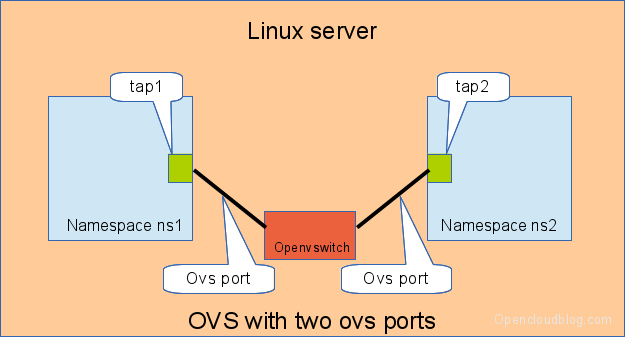 Linux server
tap1
tap2
Namespace ns1
Namespace ns2
Openvswitch
Ovs port
Ovs port
OVS with two ovs ports
Opencloudblog.com